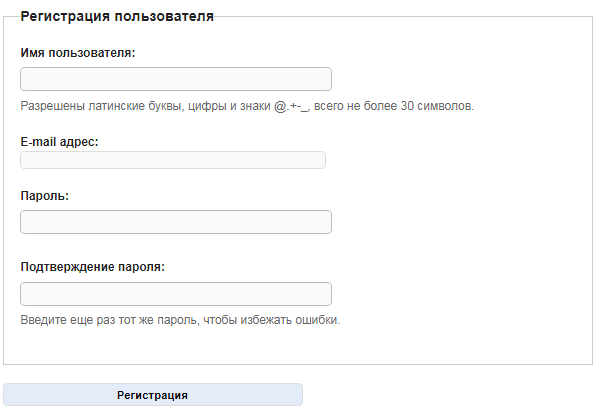 Регистрация пользователя
Имя пользователя:
Разрешены латинские буквы, цифры и знаки @.+-_, всего не более 30 символов.
E-mail адрес:
Пароль:
Подтверждение пароля:
Введите еще раз тот же пароль, чтобы избежать ошибки.
Регистрация